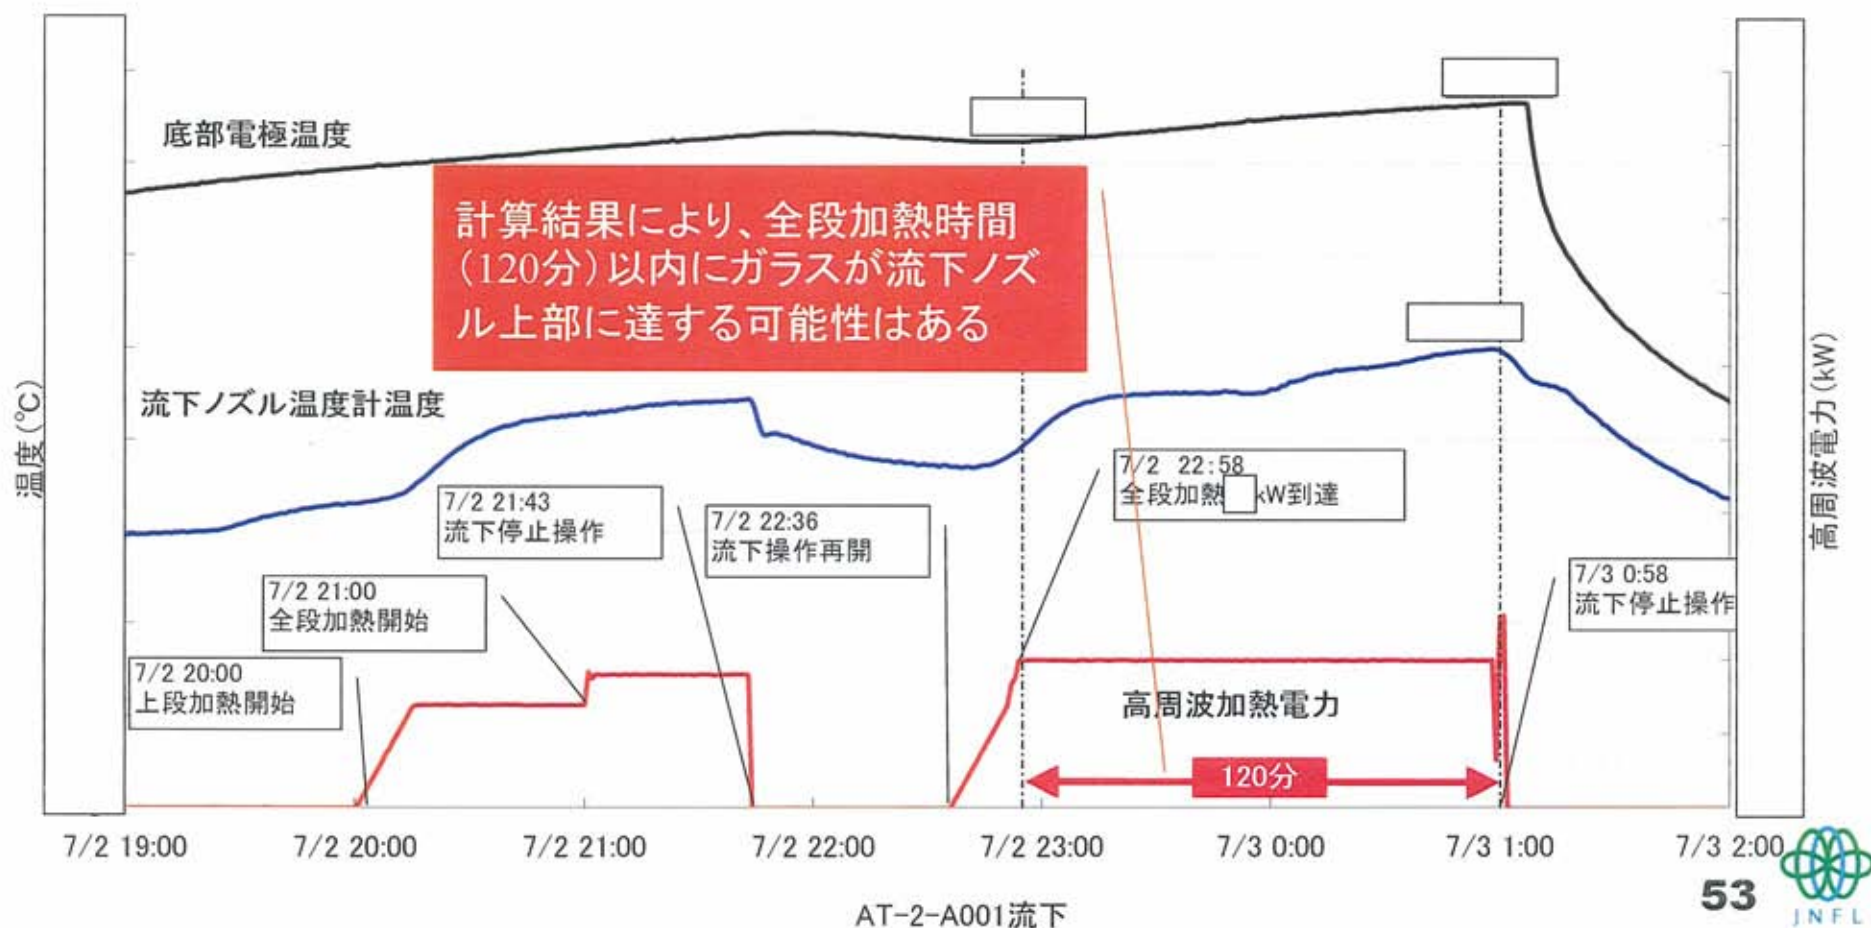 底部電極温度
計算結果により、全段加熱時間
(120分)以内にガラスが流下ノズ
ル上部に達する可能性はある
流下ノズル温度計温度
温度(℃)
高周波電力(kW)
7/2 22:58
全段加熱 kW到達
7/2 21:43
流下停止操作
7/2 22:36
流下操作再開
7/3 0:58
流下停止操作
7/2 21:00
全段加熱開始
7/2 20:00
上段加熱開始
高周波加熱電力
120分
7/2 19:00
7/2 20:00
7/2 21:00
7/2 22:00
7/2 23:00
7/3 0:00
7/3 1:00
7/3 2:00
AT-2-A001流下
53
JNFL